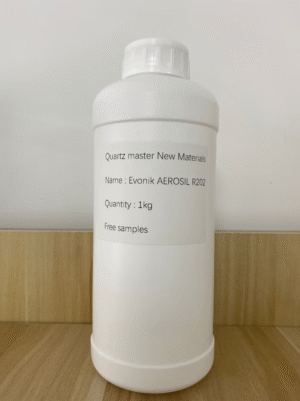 Quartz master New Materials
Name : Evonik AEROSIL R202
Quantity : 1kg
Free samples